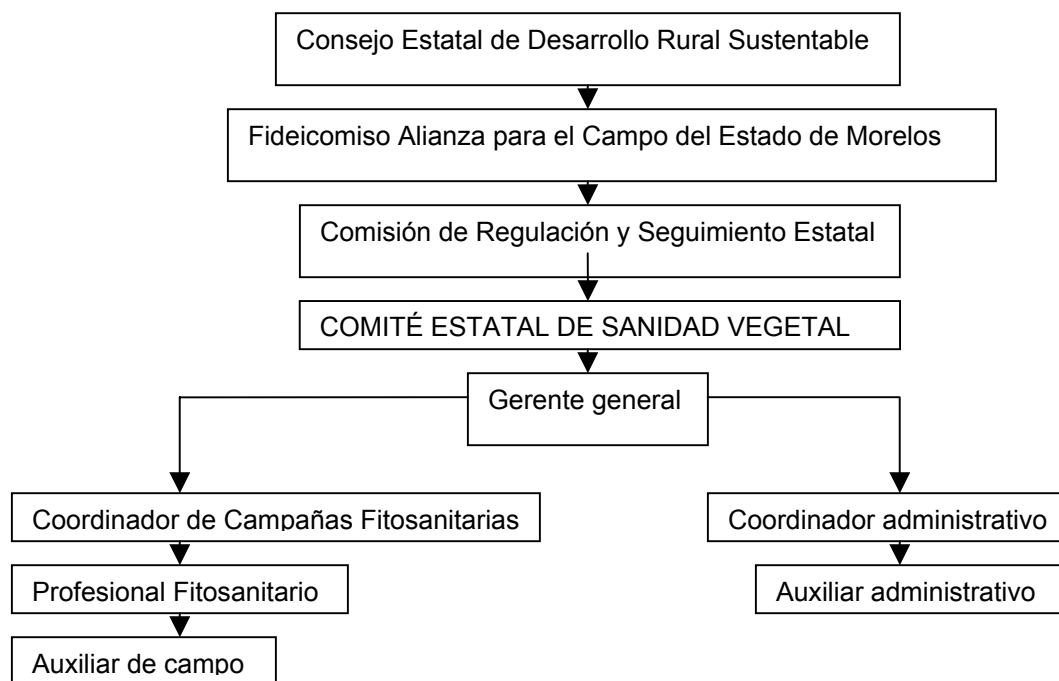 Consejo Estatal de Desarrollo Rural Sustentable
Fideicomiso Alianza para el Campo del Estado de Morelos
Comisión de Regulación y Seguimiento Estatal
COMITÉ ESTATAL DE SANIDAD VEGETAL
Gerente general
Coordinador de Campañas Fitosanitarias
Coordinador administrativo
Profesional Fitosanitario
Auxiliar administrativo
Auxiliar de campo